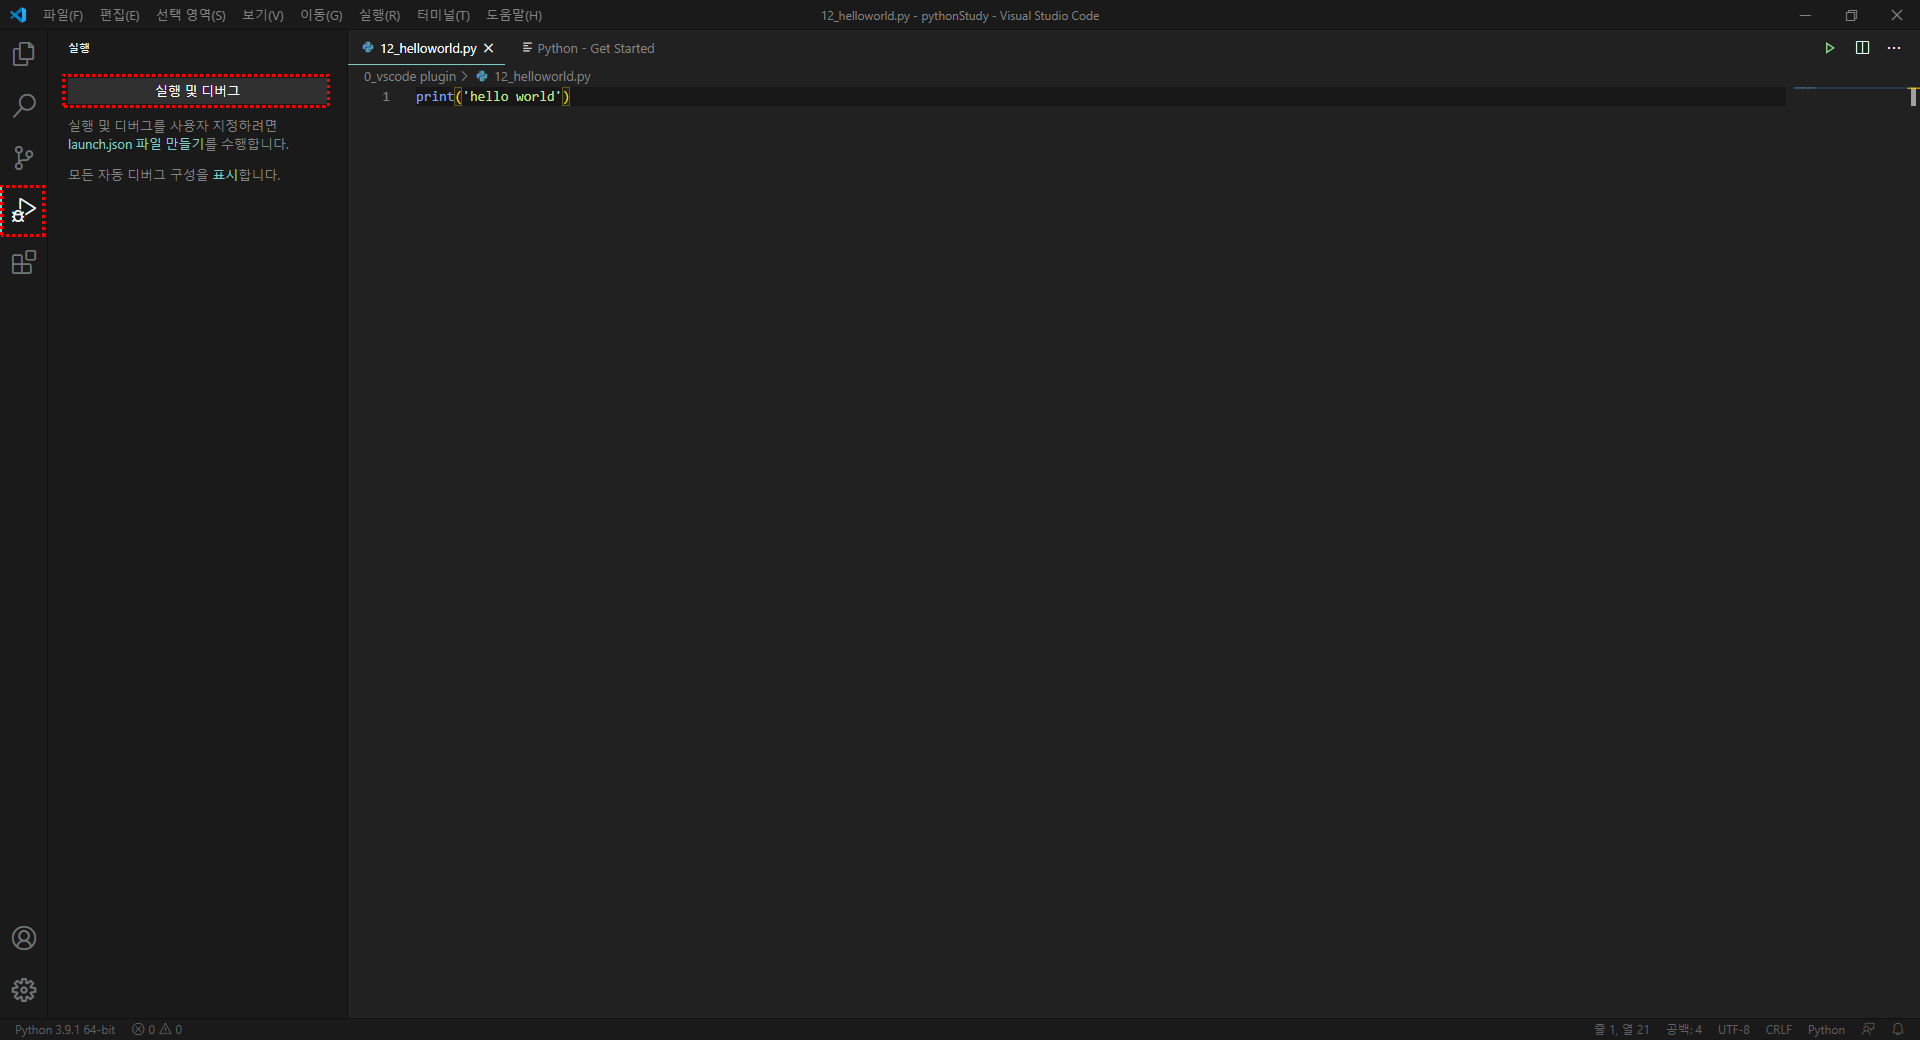 파일(F) 편집(E) 선택 영역(S) 보기(V) 이동(G) 실행(R) 터미널(T) 도움말(H) 12_helloworld.py - pythonStudy - Visual Studio Code
실행
12_helloworld.py Python - Get Started
실행 및 디버그
0_vscode plugin > 12_helloworld.py
1 print('hello world')
실행 및 디버그를 사용자 지정하려면
launch.json 파일 만들기를 수행합니다.
모든 자동 디버그 구성을 표시합니다.
Python 3.9.1 64-bit 0 0 줄 1, 열 21 공백: 4 UTF-8 CRLF Python